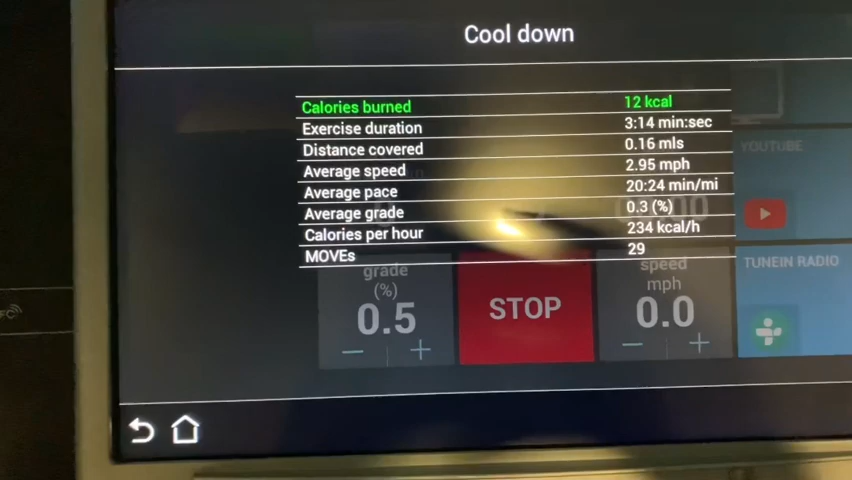 Cool down
Calories burned 12 kcal
Exercise duration 3:14 min:sec
Distance covered 0.16 mls
Average speed 2.95 mph
Average pace 20:24 min/mi
Average grade 0.3 (%)
Calories per hour 234 kcal/h
MOVEs 29
YOUTUBE
TUNEIN RADIO
grade
(%)
0.5
− +
STOP
speed
mph
0.0
− +